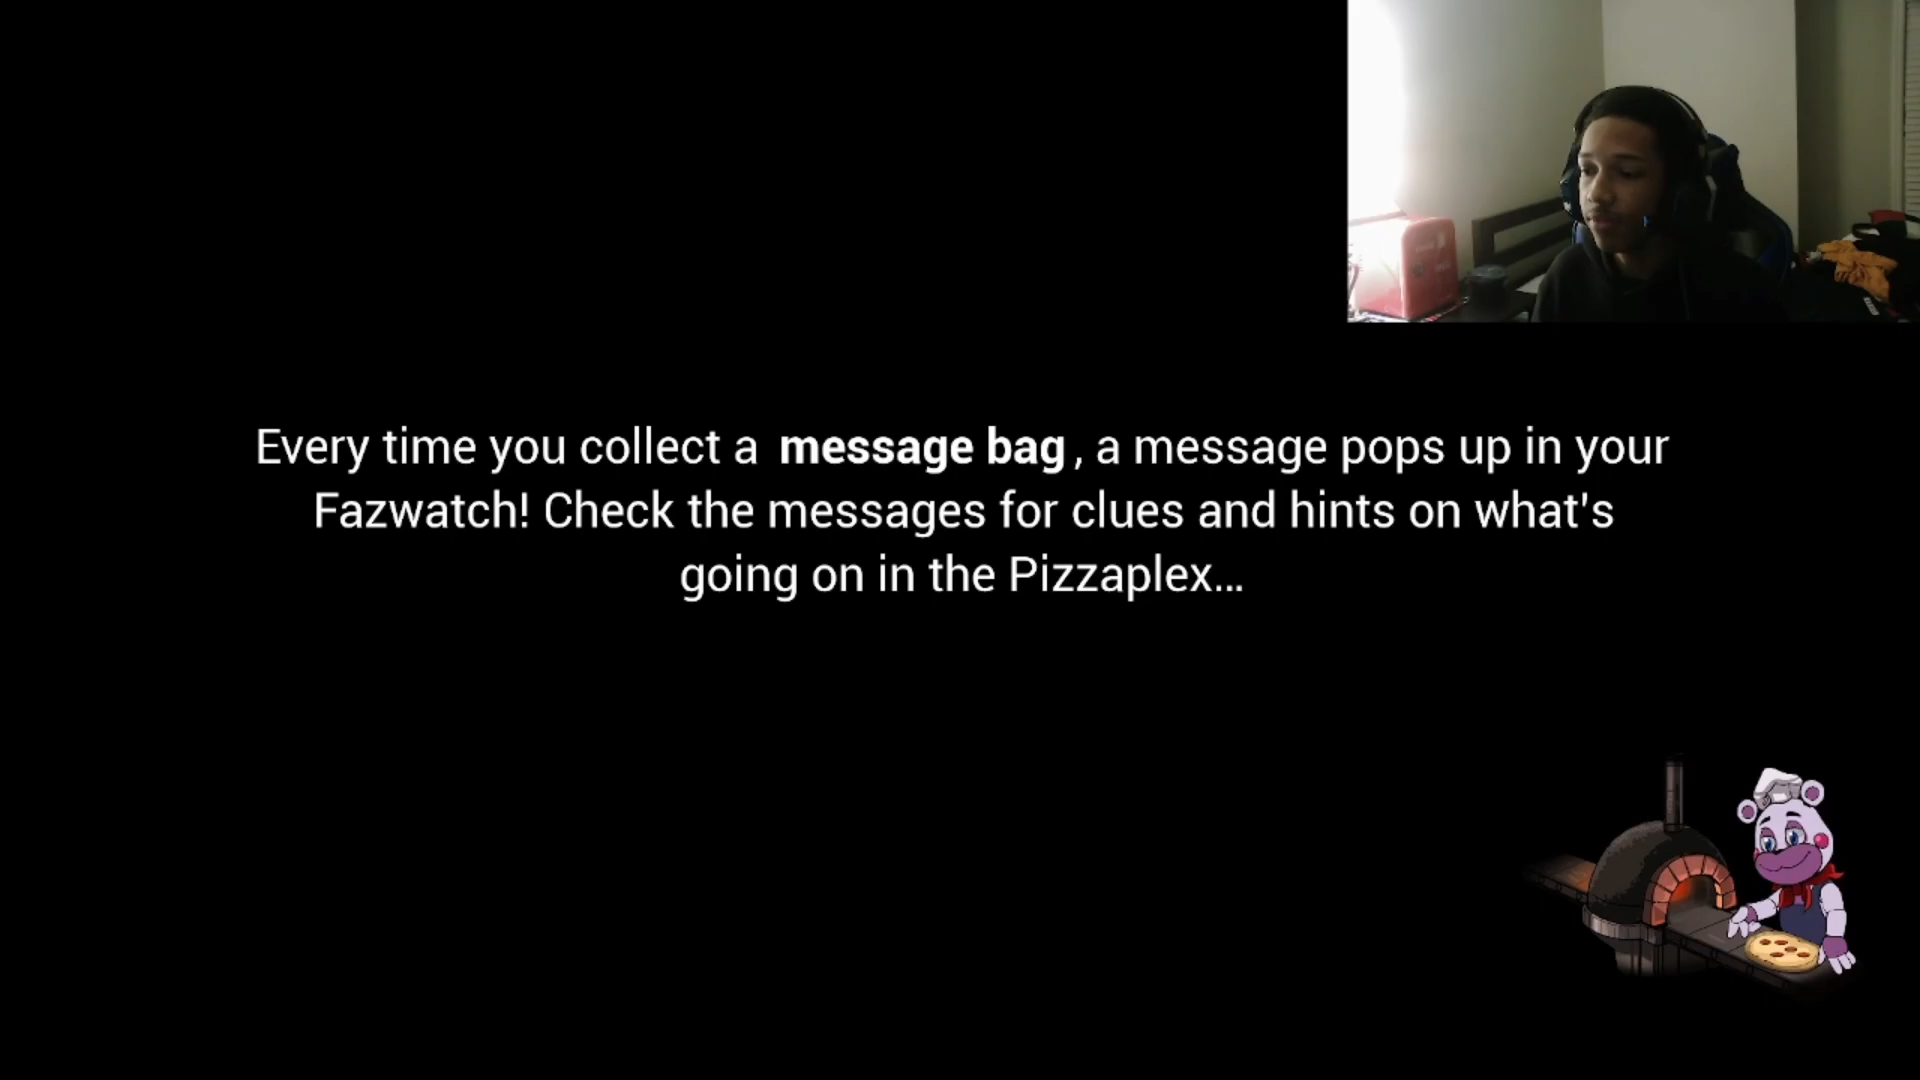 Every time you collect a message bag, a message pops up in your
Fazwatch! Check the messages for clues and hints on what's
going on in the Pizzaplex...